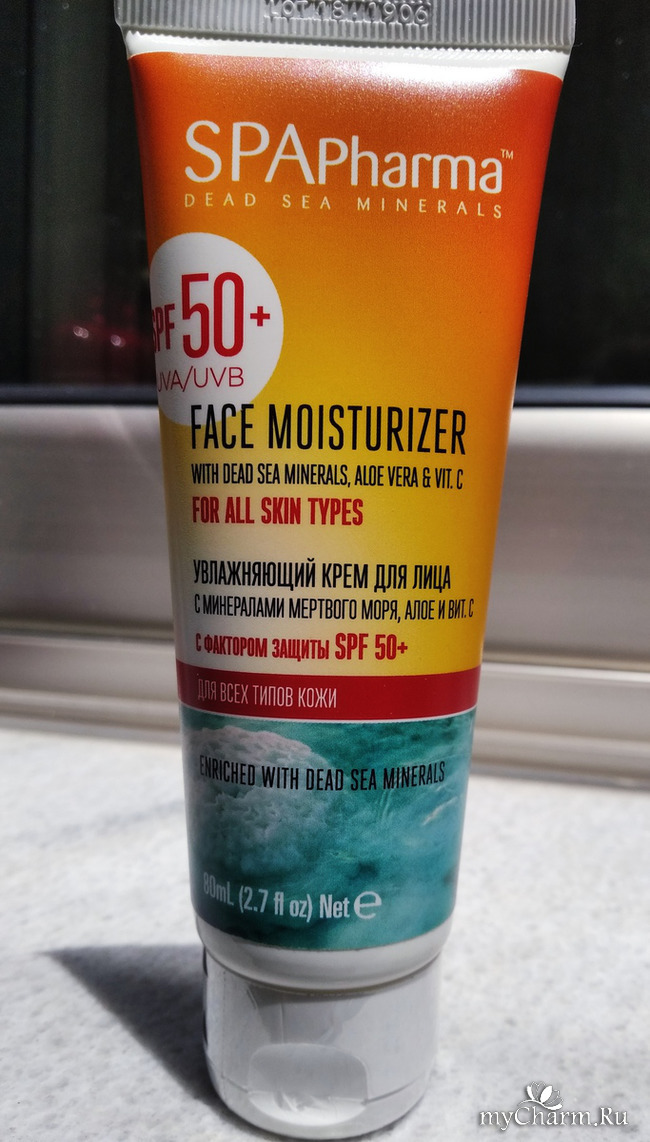 SPAPharma™
DEAD SEA MINERALS
SPF 50+
UVA/UVB
FACE MOISTURIZER
WITH DEAD SEA MINERALS, ALOE VERA & VIT. C
FOR ALL SKIN TYPES
УВЛАЖНЯЮЩИЙ КРЕМ ДЛЯ ЛИЦА
С МИНЕРАЛАМИ МЕРТВОГО МОРЯ, АЛОЕ И ВИТ. С
С ФАКТОРОМ ЗАЩИТЫ SPF 50+
ДЛЯ ВСЕХ ТИПОВ КОЖИ
ENRICHED WITH DEAD SEA MINERALS
80mL (2.7 fl oz) Net e
myCharm.Ru